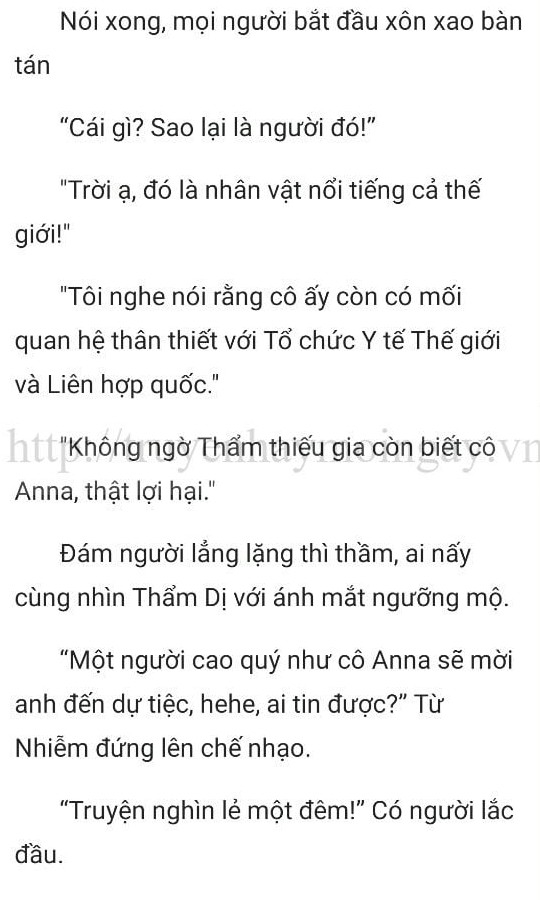 Nói xong, mọi người bắt đầu xôn xao bàn
tán
“Cái gì? Sao lại là người đó!”
"Trời ạ, đó là nhân vật nổi tiếng cả thế
giới!"
"Tôi nghe nói rằng cô ấy còn có mối
quan hệ thân thiết với Tổ chức Y tế Thế giới
và Liên hợp quốc."
http://truyenhaymoingay.vn
"Không ngờ Thẩm thiếu gia còn biết cô
Anna, thật lợi hại."
Đám người lẳng lặng thì thầm, ai nấy
cùng nhìn Thẩm Dị với ánh mắt ngưỡng mộ.
“Một người cao quý như cô Anna sẽ mời
anh đến dự tiệc, hehe, ai tin được?” Từ
Nhiễm đứng lên chế nhạo.
“Truyện nghìn lẻ một đêm!” Có người lắc
đầu.